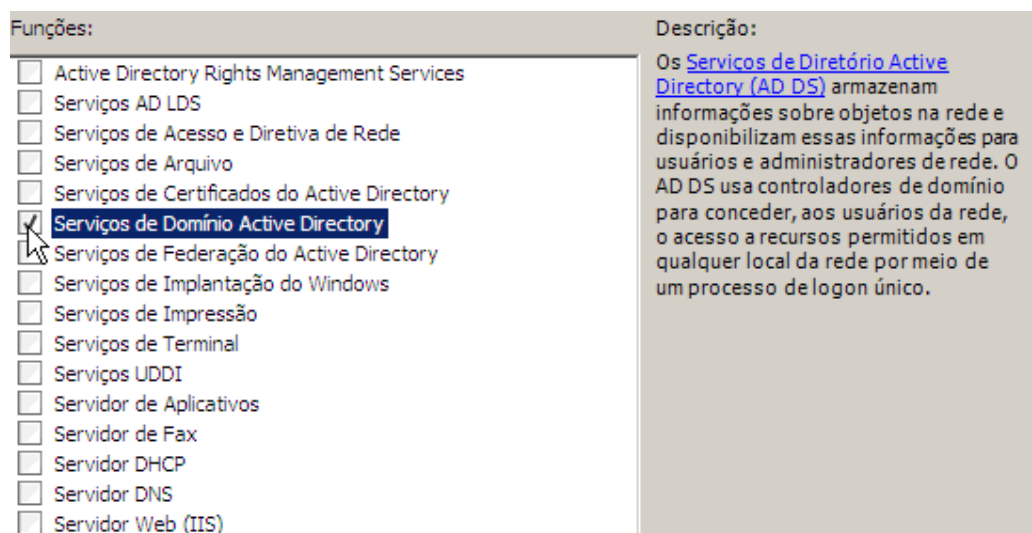 Funções:
Active Directory Rights Management Services
Serviços AD LDS
Serviços de Acesso e Diretiva de Rede
Serviços de Arquivo
Serviços de Certificados do Active Directory
Serviços de Domínio Active Directory
Serviços de Federação do Active Directory
Serviços de Implantação do Windows
Serviços de Impressão
Serviços de Terminal
Serviços UDDI
Servidor de Aplicativos
Servidor de Fax
Servidor DHCP
Servidor DNS
Servidor Web (IIS)
Descrição:
Os Serviços de Diretório Active
Directory (AD DS) armazenam
informações sobre objetos na rede e
disponibilizam essas informações para
usuários e administradores de rede. O
AD DS usa controladores de domínio
para conceder, aos usuários da rede,
o acesso a recursos permitidos em
qualquer local da rede por meio de
um processo de logon único.